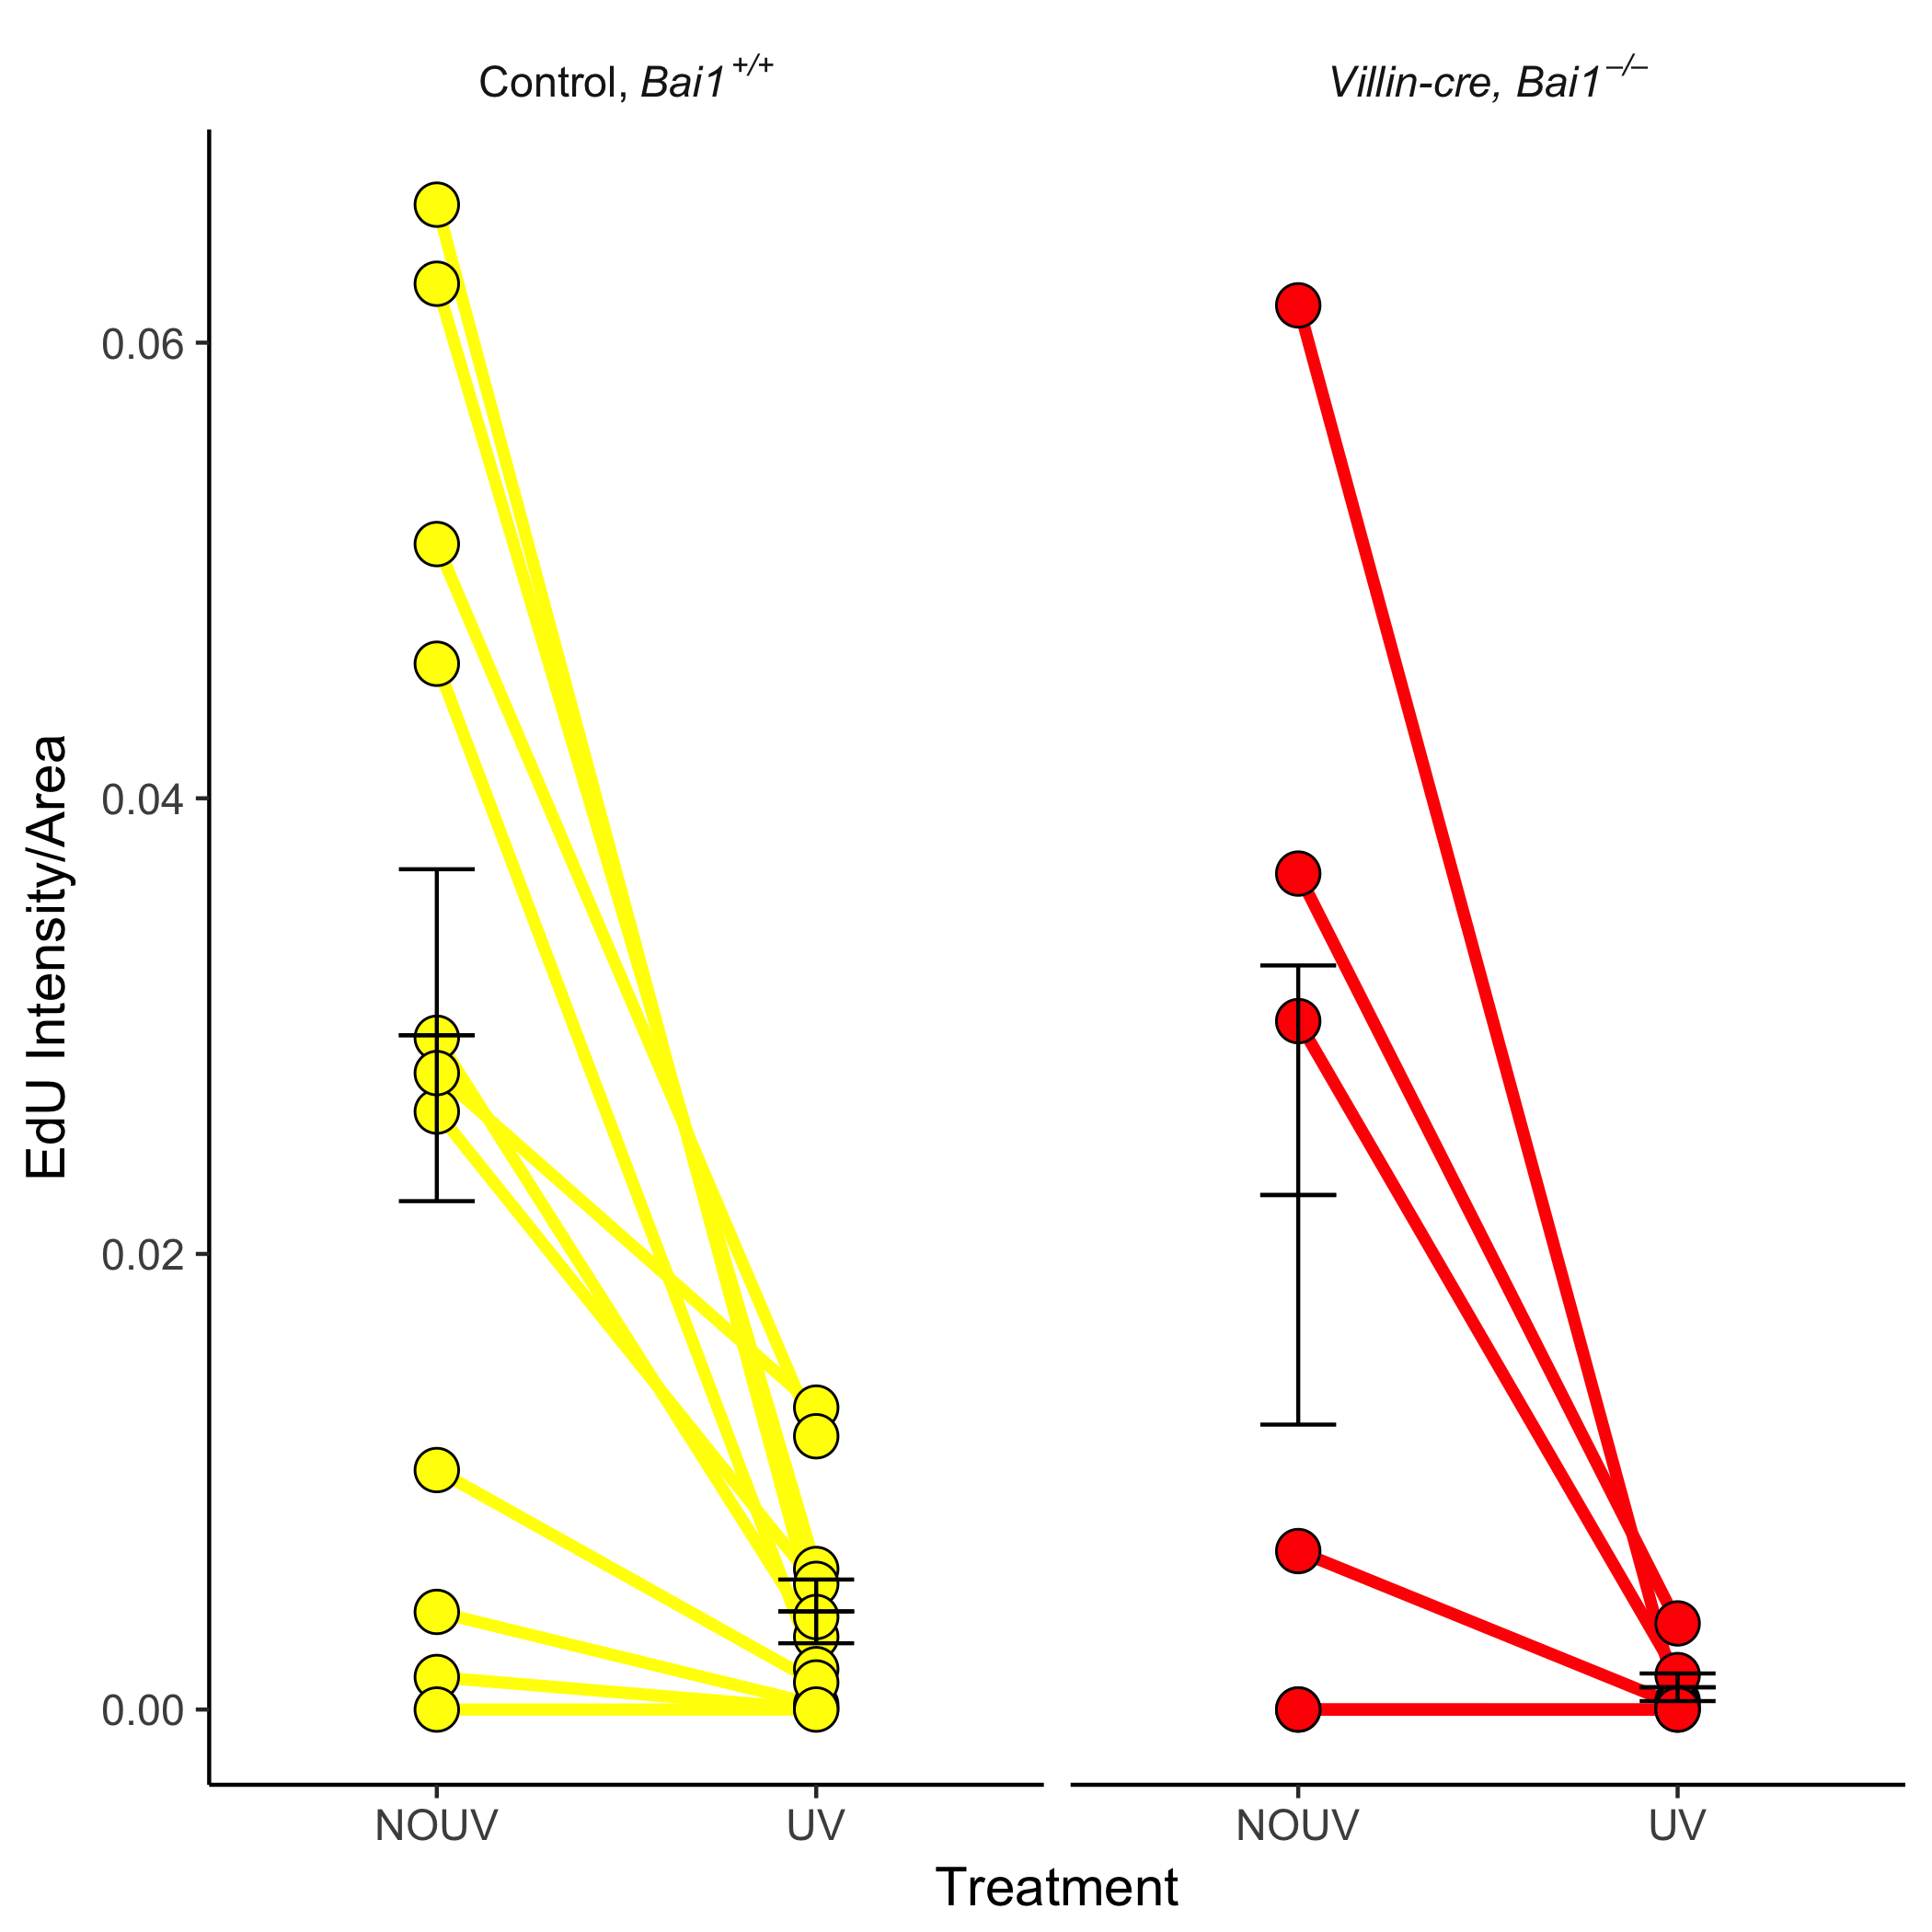 Control, Bai1 +/+
Villin-cre, Bai1 −/−
EdU Intensity/Area
0.06
0.04
0.02
0.00
NOUV
UV
NOUV
UV
Treatment